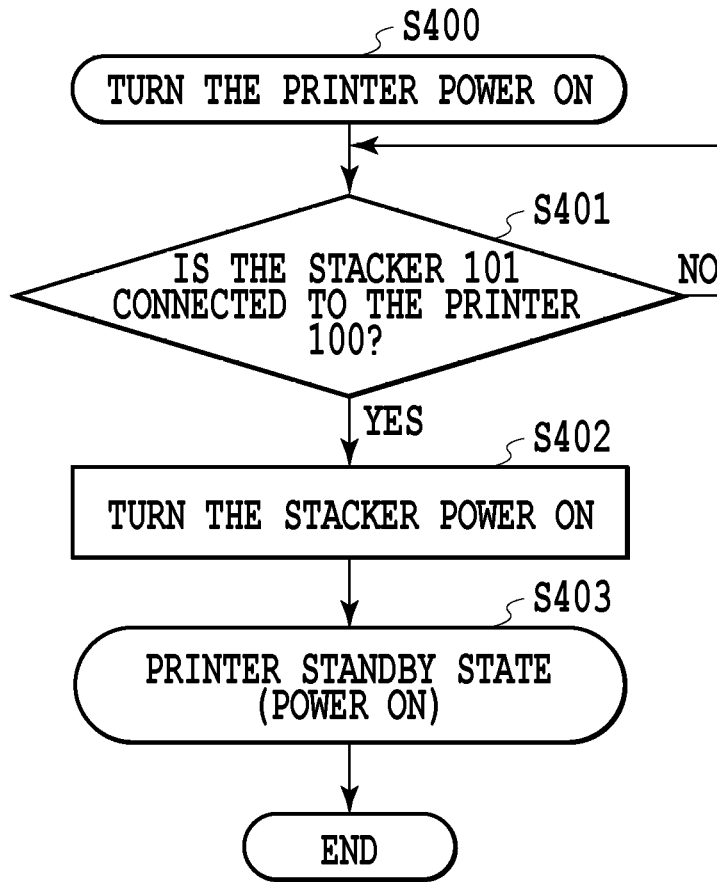 S400
TURN THE PRINTER POWER ON
S401
IS THE STACKER 101
CONNECTED TO THE PRINTER
100?
NO
YES
S402
TURN THE STACKER POWER ON
S403
PRINTER STANDBY STATE
(POWER ON)
END